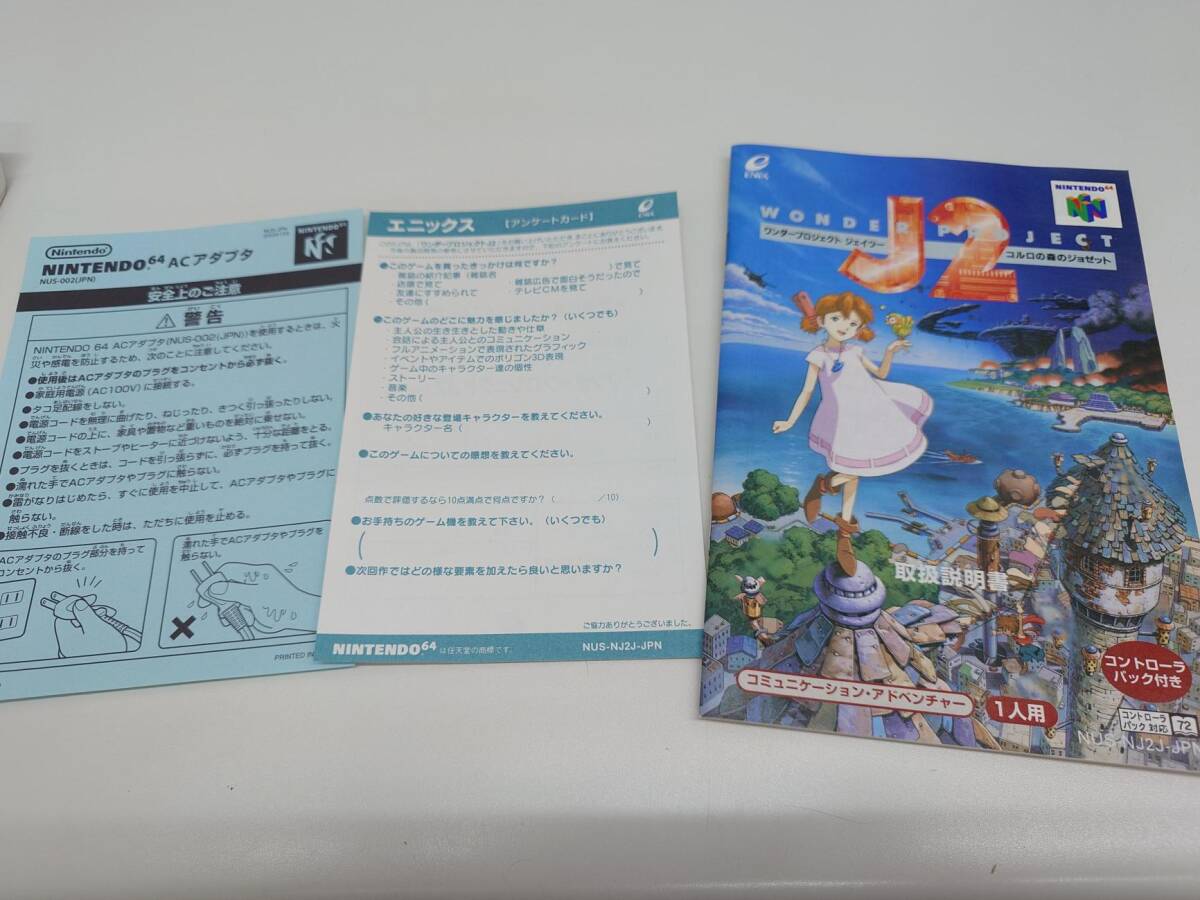 Nintendo
NINTENDO64 ACアダプタ
NUS-002(JPN)
NINTENDO64
安全上のご注意
警告
NINTENDO 64 ACアダプタ(NUS-002(JPN))を使用するときは、火
災や感電を防止するため、次のことに注意してください。
●使用後はACアダプタのプラグをコンセントから必ず抜く。
●家庭用電源(AC100V)に接続する。
●タコ足配線をしない。
●電源コードを無理に曲げたり、ねじったり、きつく引っ張ったりしない。
●電源コードの上に、家具や置物など重いものを絶対に乗せない。
●電源コードをストーブやヒーターに近づけないよう、十分な距離をとる。
●プラグを抜くときは、コードを引っ張らずに、必ずプラグを持って抜く。
●濡れた手でACアダプタやプラグに触らない。
●雷がなりはじめたら、すぐに使用を中止して、ACアダプタやプラグに
触らない。
●接触不良・断線をした時は、ただちに使用を止める。
ACアダプタのプラグ部分を持って
コンセントから抜く。
濡れた手でACアダプタやプラグを
触らない。
PRINTED IN
エニックス 【アンケートカード】
ENIX
●このゲームを買ったきっかけは何ですか?
・雑誌の紹介記事(雑誌名 )で見て
・店頭で見て ・雑誌広告で面白そうだったので
・友達にすすめられて ・テレビCMを見て
・その他( )
●このゲームのどこに魅力を感じましたか?(いくつでも)
・主人公の生き生きとした動きや仕草
・会話による主人公とのコミュニケーション
・フルアニメーションで表現されたグラフィック
・イベントやアイテムでのポリゴン3D表現
・ゲーム中のキャラクター達の個性
・ストーリー
・音楽
・その他( )
●あなたの好きな登場キャラクターを教えてください。
キャラクター名( )
●このゲームについての感想を教えてください。
点数で評価するなら10点満点で何点ですか?( /10)
●お手持ちのゲーム機を教えて下さい。(いくつでも)
( )
●次回作ではどの様な要素を加えたら良いと思いますか?
ご協力ありがとうございました。
NINTENDO64は任天堂の商標です。 NUS-NJ2J-JPN
ENIX
NINTENDO64
WONDER PROJECT
J2
ワンダープロジェクト ジェイツー
コルロの森のジョゼット
取扱説明書
コミュニケーション・アドベンチャー
1人用
コントローラ
パック付き
コントローラ
パック対応 72
NUS-NJ2J-JPN